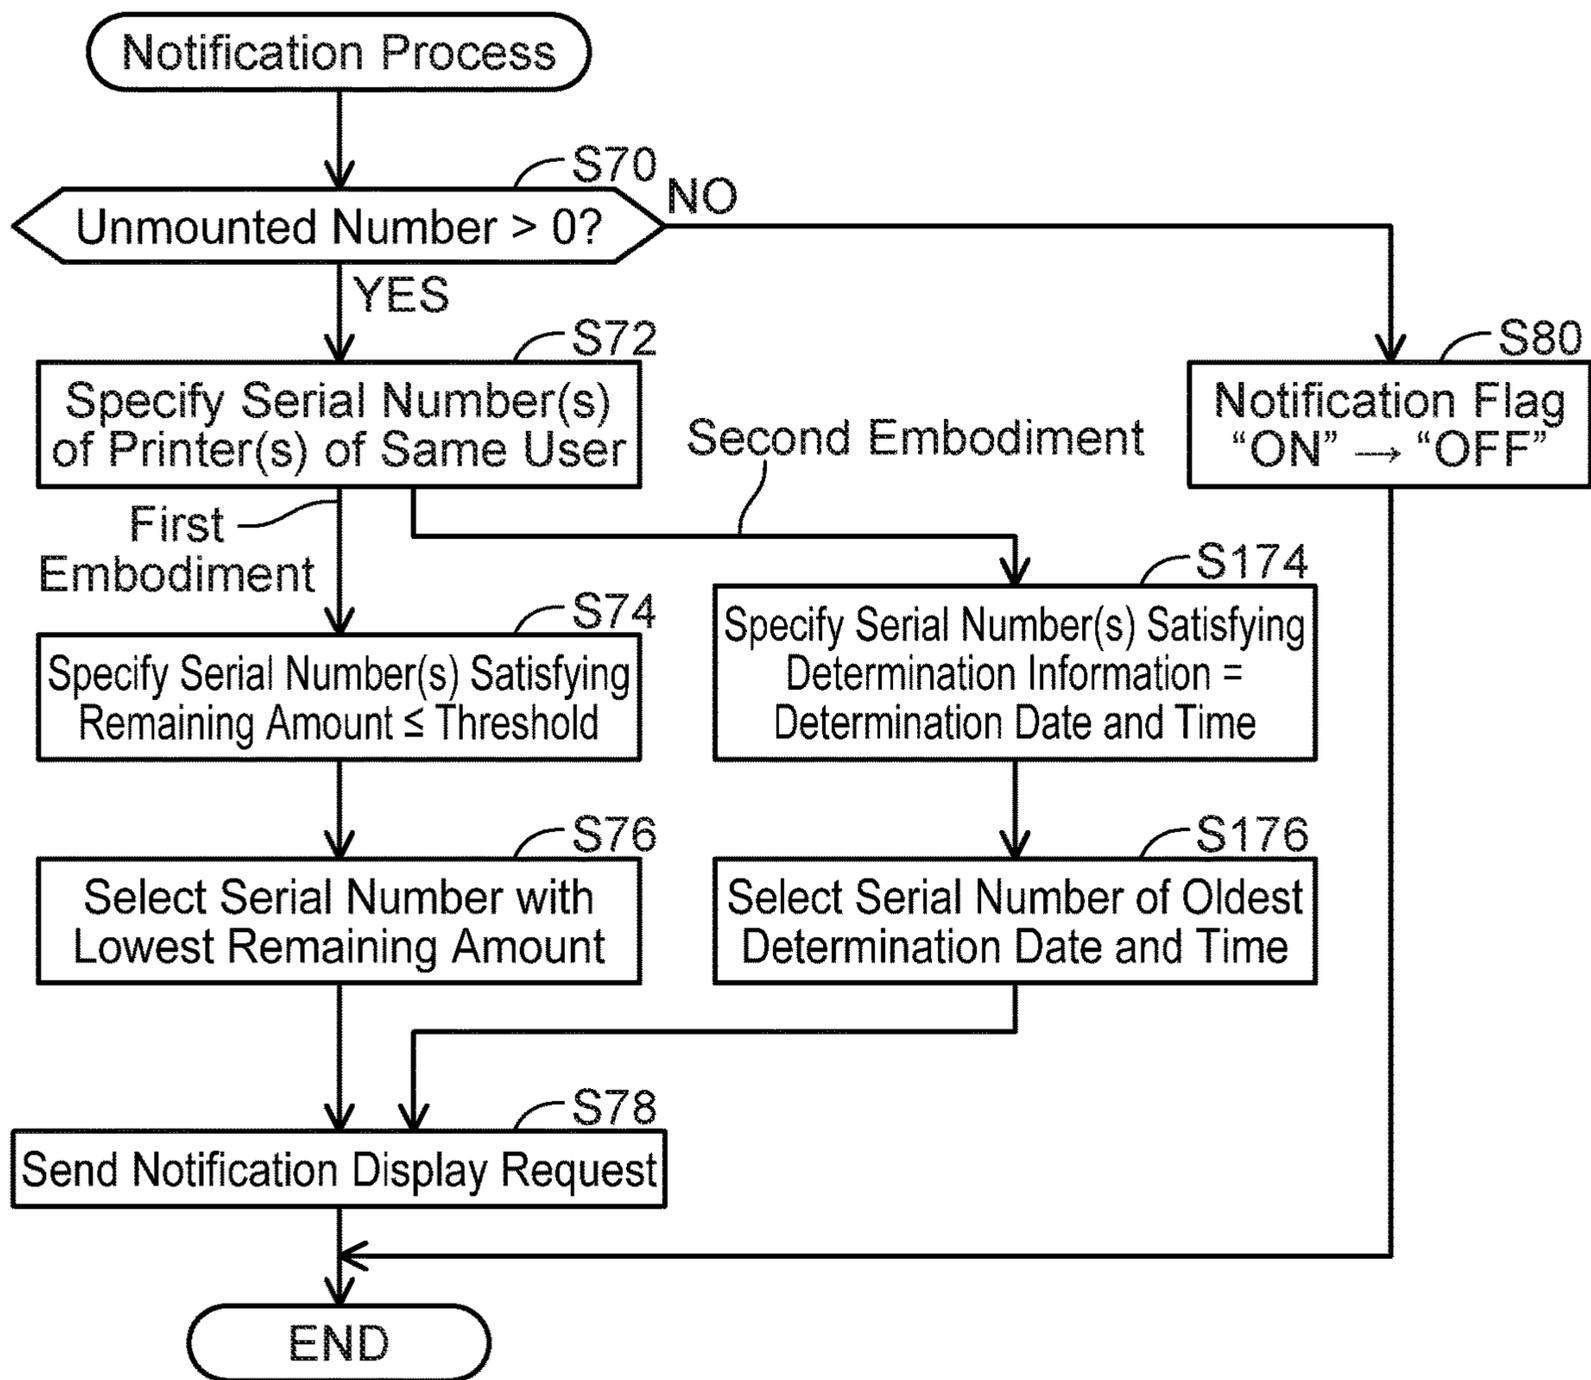 Notification Process
S70
Unmounted Number > 0?
NO
YES
S72
Specify Serial Number(s)
of Printer(s) of Same User
S80
Notification Flag
“ON” → “OFF”
Second Embodiment
First
Embodiment
S74
Specify Serial Number(s) Satisfying
Remaining Amount ≤ Threshold
S174
Specify Serial Number(s) Satisfying
Determination Information =
Determination Date and Time
S76
Select Serial Number with
Lowest Remaining Amount
S176
Select Serial Number of Oldest
Determination Date and Time
S78
Send Notification Display Request
END